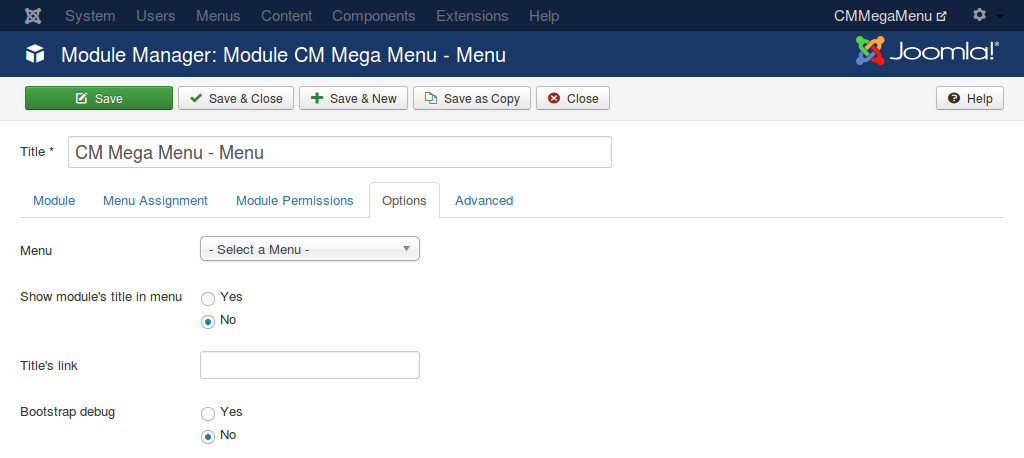 System Users Menus Content Components Extensions Help CMMegaMenu
Module Manager: Module CM Mega Menu - Menu Joomla!®
Save Save & Close Save & New Save as Copy Close Help
Title * CM Mega Menu - Menu
Module Menu Assignment Module Permissions Options Advanced
Menu - Select a Menu -
Show module's title in menu Yes
No
Title's link
Bootstrap debug Yes
No